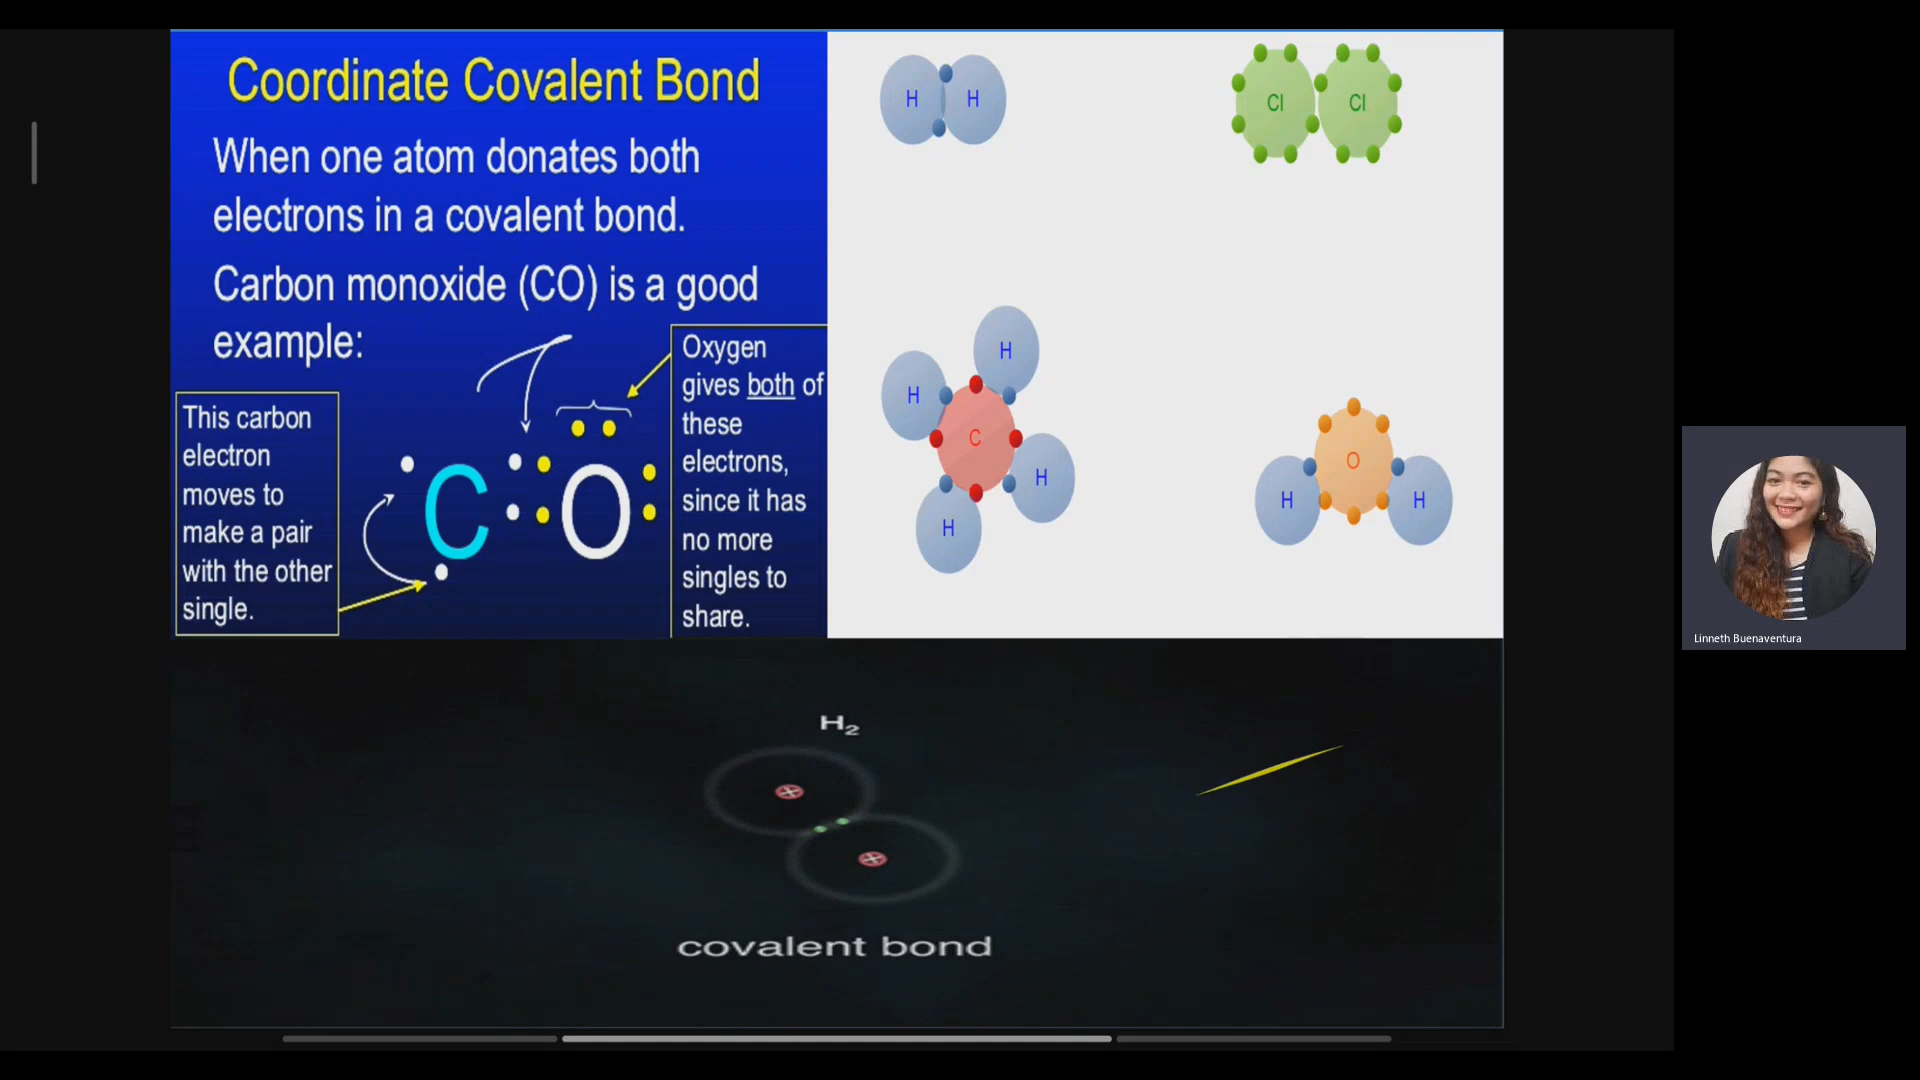 Coordinate Covalent Bond
When one atom donates both
electrons in a covalent bond.
Carbon monoxide (CO) is a good
example:
This carbon
electron
moves to
make a pair
with the other
single.
C O
Oxygen
gives both of
these
electrons,
since it has
no more
singles to
share.
H H
Cl Cl
H
H
C
H
H
O
H H
H₂
covalent bond
Linneth Buenaventura